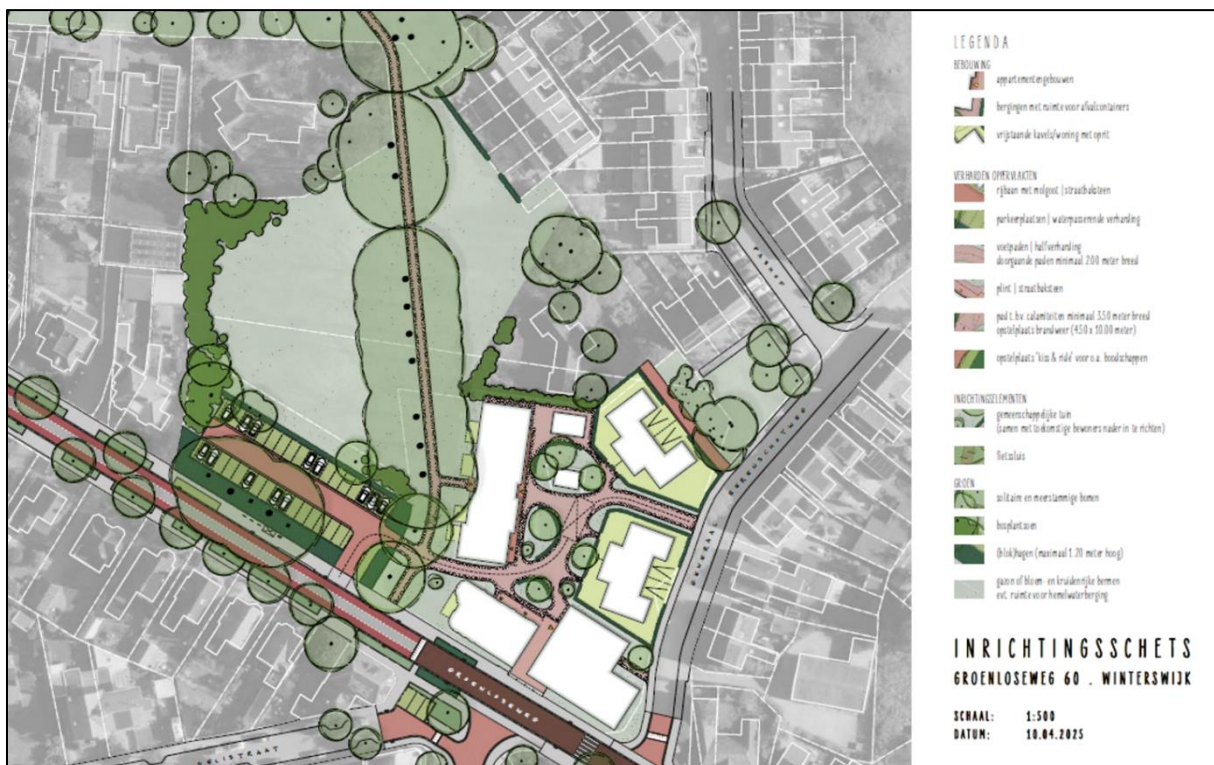 LEGENDA
BEBOUWING
appartementengebouwen
bergingen met ruimte voor afvalcontainers
vrijstaande kavels/woning met oprit
VERHARDEN OPPERVLAKTEN
rijbaan met molgoot | straatbaksteen
parkeerplaatsen | waterpasserende verharding
voetpaden | halfverharding
doorgaande paden minimaal 2.00 meter breed
plint | straatbaksteen
pad t.b.v. calamiteiten minimaal 3.50 meter breed
opstelplaats brandweer (4.50 x 10.00 meter)
opstelplaats 'kiss & ride' voor o.a. boodschappen
INRICHTINGSELEMENTEN
gemeenschappelijke tuin
(samen met toekomstige bewoners nader in te richten)
fietssluis
GROEN
solitaire en meerstammige bomen
bosplantsoen
(blok)hagen (maximaal 1.20 meter hoog)
gazon of bloem- en kruidenrijke bermen
evt. ruimte voor hemelwaterberging
INRICHTINGSSCHETS
GROENLOSEWEG 60 . WINTERSWIJK
SCHAAL: 1:500
DATUM: 10.04.2025
GROENLOSEWEG